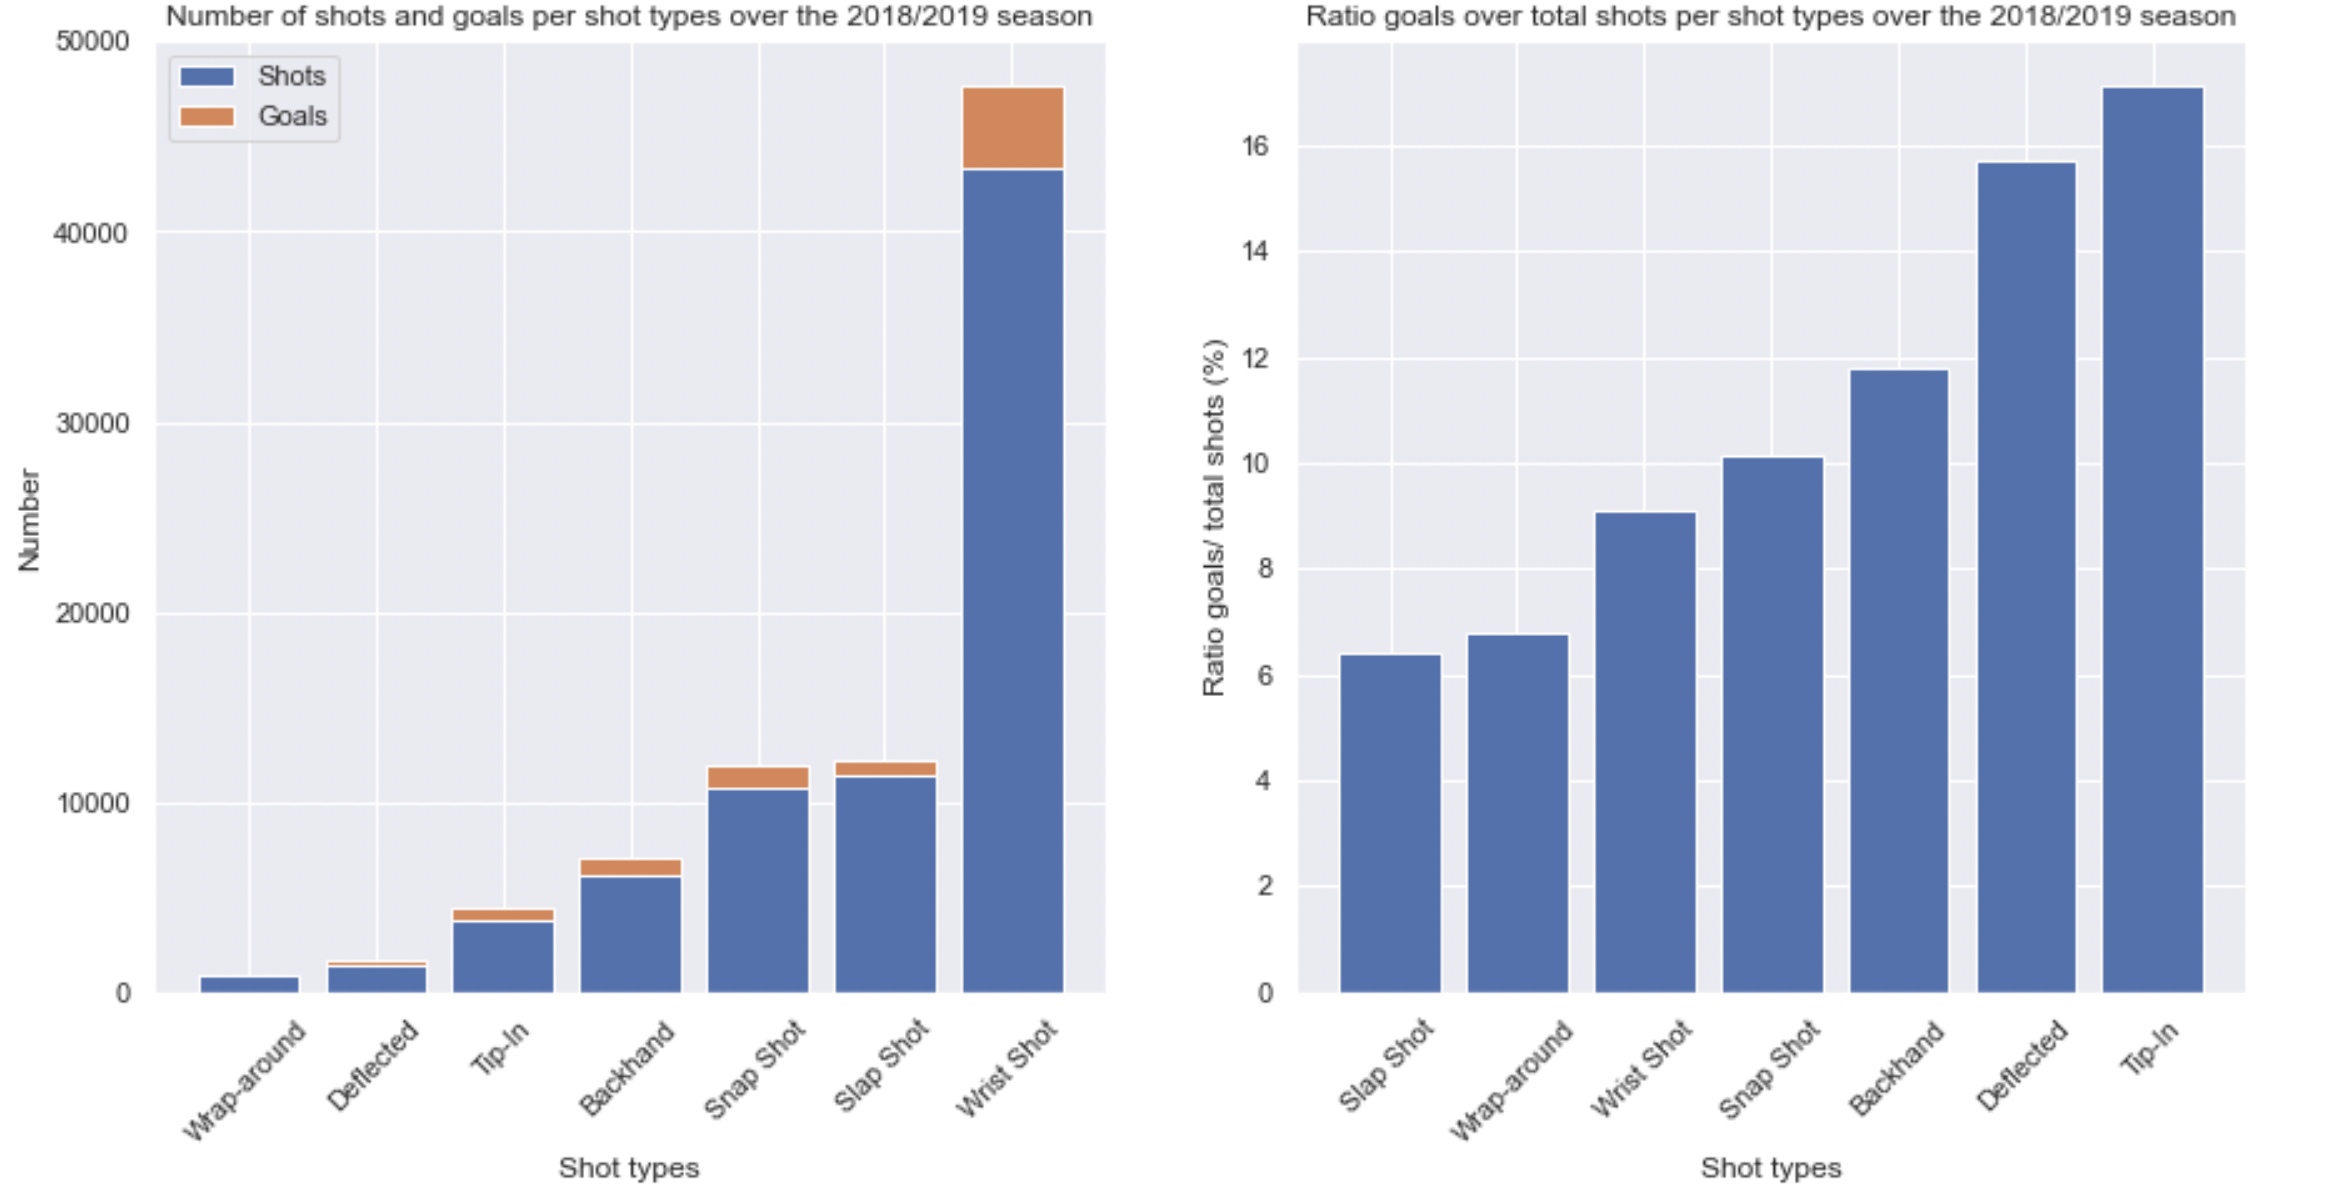 Number of shots and goals per shot types over the 2018/2019 season
50000
40000
30000
20000
10000
0
Number
Shots
Goals
Wrap-around
Deflected
Tip-In
Backhand
Snap Shot
Slap Shot
Wrist Shot
Shot types
Ratio goals over total shots per shot types over the 2018/2019 season
16
14
12
10
8
6
4
2
0
Ratio goals/ total shots (%)
Slap Shot
Wrap-around
Wrist Shot
Snap Shot
Backhand
Deflected
Tip-In
Shot types